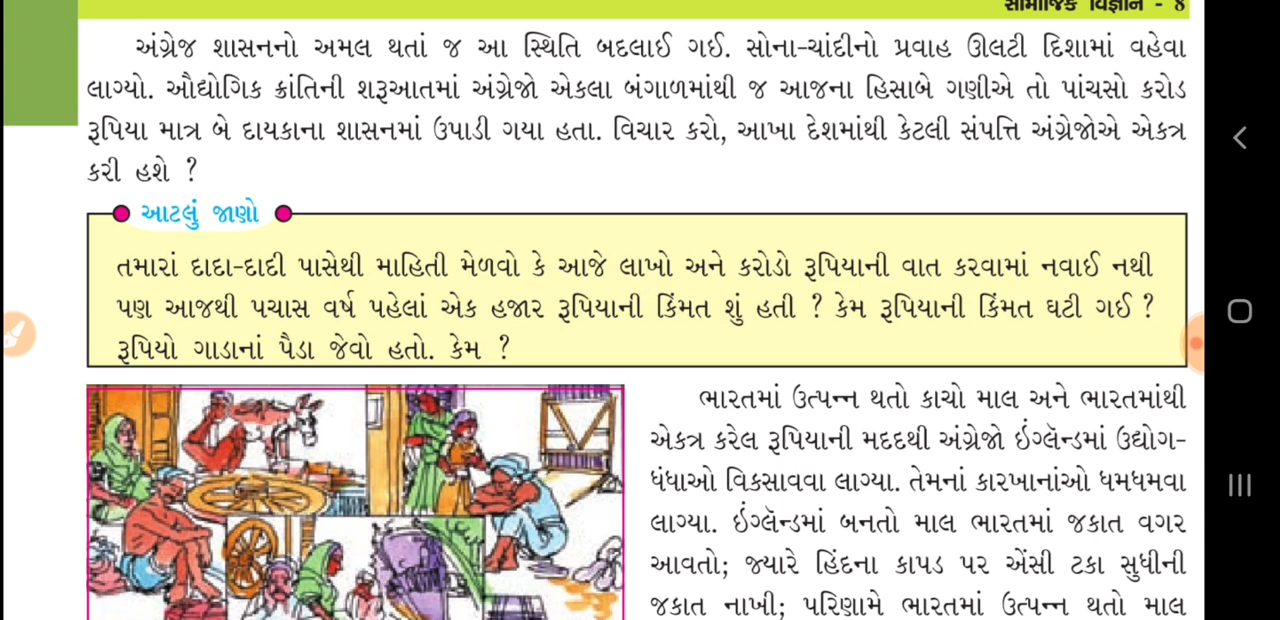 સામાજિક વિજ્ઞાન - 8
અંગ્રેજ શાસનનો અમલ થતાં જ આ સ્થિતિ બદલાઈ ગઈ. સોના-ચાંદીનો પ્રવાહ ઊલટી દિશામાં વહેવા
લાગ્યો. ઔદ્યોગિક ક્રાંતિની શરૂઆતમાં અંગ્રેજો એકલા બંગાળમાંથી જ આજના હિસાબે ગણીએ તો પાંચસો કરોડ
રૂપિયા માત્ર બે દાયકાના શાસનમાં ઉપાડી ગયા હતા. વિચાર કરો, આખા દેશમાંથી કેટલી સંપત્તિ અંગ્રેજોએ એકત્ર
કરી હશે ?
આટલું જાણો
તમારાં દાદા-દાદી પાસેથી માહિતી મેળવો કે આજે લાખો અને કરોડો રૂપિયાની વાત કરવામાં નવાઈ નથી
પણ આજથી પચાસ વર્ષ પહેલાં એક હજાર રૂપિયાની કિંમત શું હતી ? કેમ રૂપિયાની કિંમત ઘટી ગઈ ?
રૂપિયો ગાડાનાં પૈડા જેવો હતો. કેમ ?
ભારતમાં ઉત્પન્ન થતો કાચો માલ અને ભારતમાંથી
એકત્ર કરેલ રૂપિયાની મદદથી અંગ્રેજો ઇંગ્લૅન્ડમાં ઉદ્યોગ-
ધંધાઓ વિકસાવવા લાગ્યા. તેમનાં કારખાનાંઓ ધમધમવા
લાગ્યા. ઇંગ્લૅન્ડમાં બનતો માલ ભારતમાં જકાત વગર
આવતો; જ્યારે હિંદના કાપડ પર એંસી ટકા સુધીની
જકાત નાખી; પરિણામે ભારતમાં ઉત્પન્ન થતો માલ